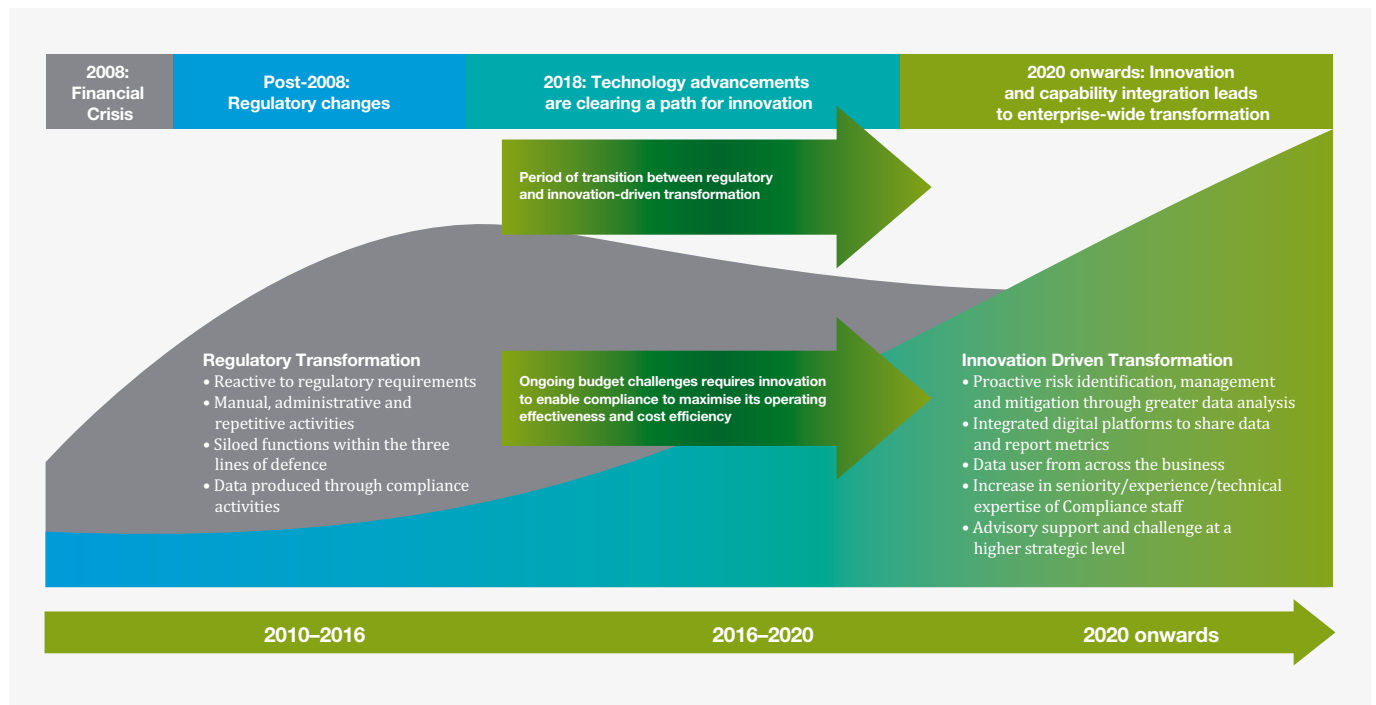 2008:
Financial
Crisis
Post-2008:
Regulatory changes
2018: Technology advancements
are clearing a path for innovation
2020 onwards: Innovation
and capability integration leads
to enterprise-wide transformation
Period of transition between regulatory
and innovation-driven transformation
Regulatory Transformation
• Reactive to regulatory requirements
• Manual, administrative and
repetitive activities
• Siloed functions within the three
lines of defence
• Data produced through compliance
activities
Ongoing budget challenges requires innovation
to enable compliance to maximise its operating
effectiveness and cost efficiency
Innovation Driven Transformation
• Proactive risk identification, management
and mitigation through greater data analysis
• Integrated digital platforms to share data
and report metrics
• Data user from across the business
• Increase in seniority/experience/technical
expertise of Compliance staff
• Advisory support and challenge at a
higher strategic level
2010–2016
2016–2020
2020 onwards